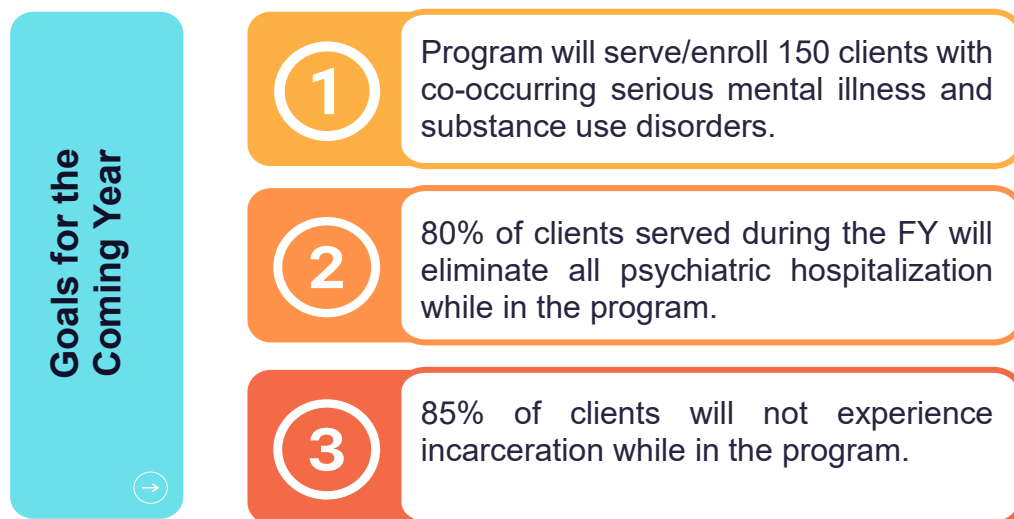 Goals for the
Coming Year
1
Program will serve/enroll 150 clients with
co-occurring serious mental illness and
substance use disorders.
2
80% of clients served during the FY will
eliminate all psychiatric hospitalization
while in the program.
3
85% of clients will not experience
incarceration while in the program.